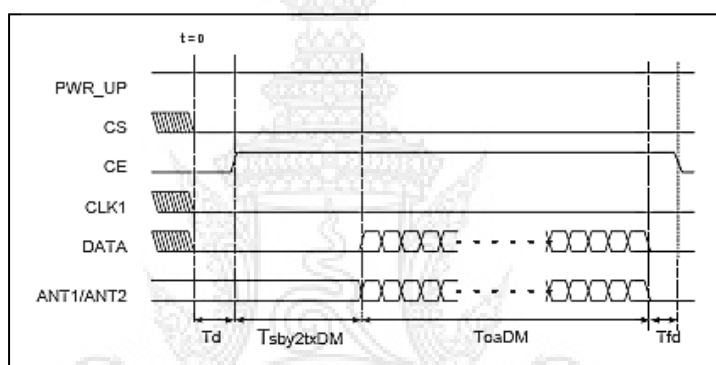 t = 0
PWR_UP
CS
CE
CLK1
DATA
ANT1/ANT2
Td
Tsby2txDM
ToaDM
Tfd